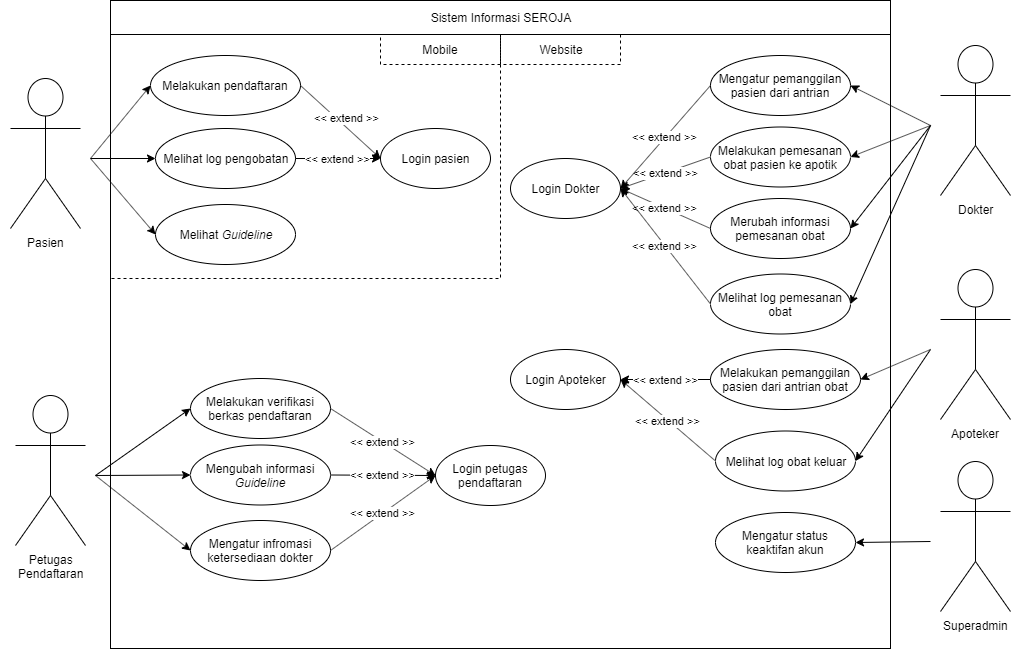 Sistem Informasi SEROJA
Mobile
Website
Melakukan pendaftaran
<< extend >>
Melihat log pengobatan
<< extend >>
Login pasien
Melihat Guideline
Pasien
Mengatur pemanggilan
pasien dari antrian
<< extend >>
Melakukan pemesanan
obat pasien ke apotik
<< extend >>
Login Dokter
<< extend >>
Merubah informasi
pemesanan obat
<< extend >>
Melihat log pemesanan
obat
Dokter
Login Apoteker
<< extend >>
Melakukan pemanggilan
pasien dari antrian obat
<< extend >>
Melihat log obat keluar
Apoteker
Melakukan verifikasi
berkas pendaftaran
<< extend >>
Mengubah informasi
Guideline
<< extend >>
Login petugas
pendaftaran
<< extend >>
Mengatur infromasi
ketersediaan dokter
Petugas
Pendaftaran
Mengatur status
keaktifan akun
Superadmin